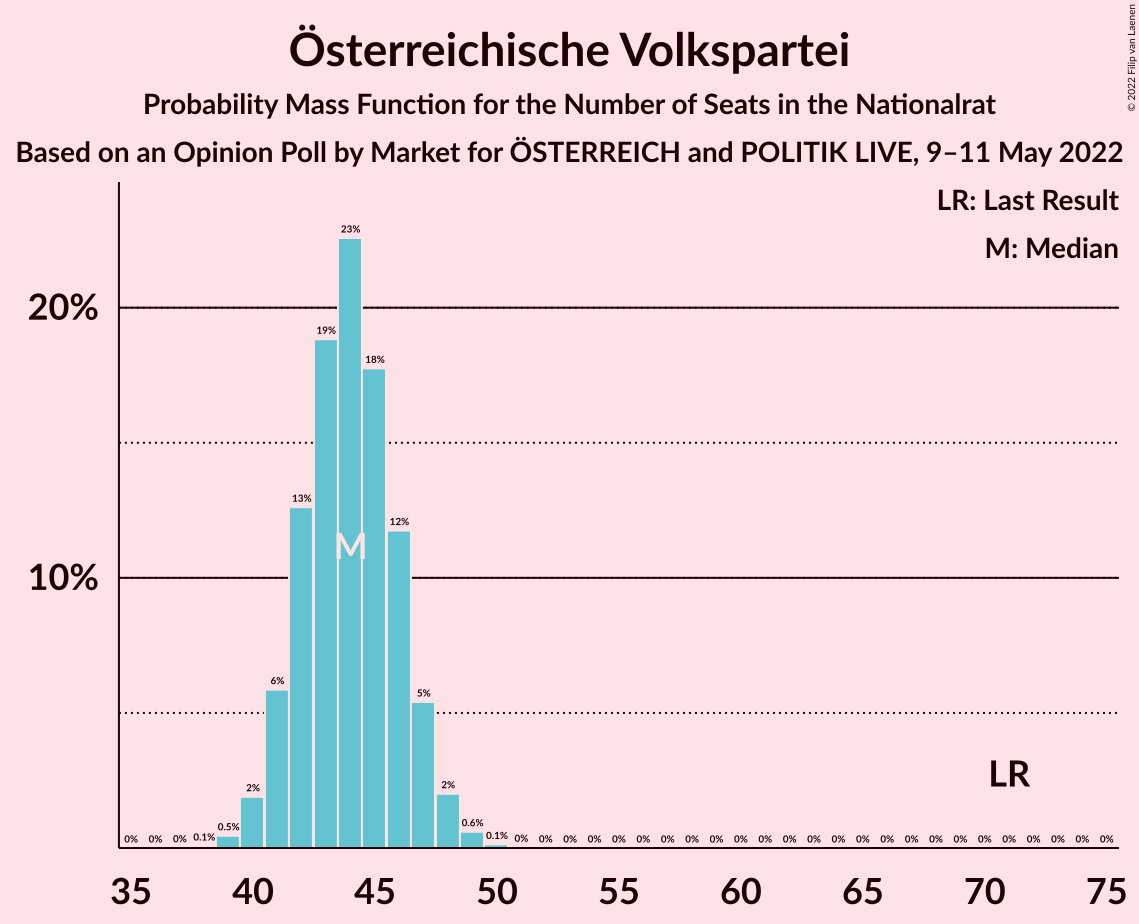 Österreichische Volkspartei
Probability Mass Function for the Number of Seats in the Nationalrat
Based on an Opinion Poll by Market for ÖSTERREICH and POLITIK LIVE, 9–11 May 2022
© 2022 Filip van Laenen
LR: Last Result
M: Median
20%
10%
0% 0% 0% 0.1% 0.5% 2% 6% 13% 19% 23% 18% 12% 5% 2% 0.6% 0.1% 0% 0% 0% 0% 0% 0% 0% 0% 0% 0% 0% 0% 0% 0% 0% 0% 0% 0% 0% 0% 0% 0% 0% 0% 0%
M
LR
35 40 45 50 55 60 65 70 75